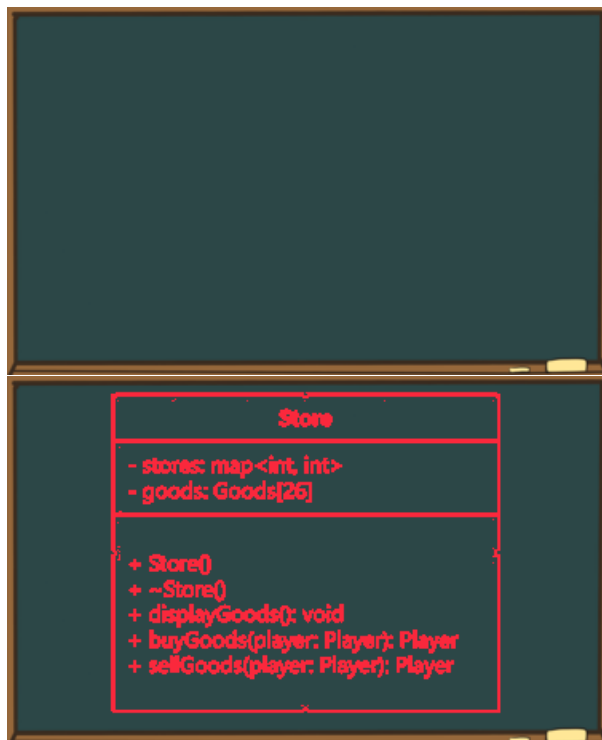 Store
- stores: map<int, int>
- goods: Goods[26]
+ Store()
+ ~Store()
+ displayGoods(): void
+ buyGoods(player: Player): Player
+ sellGoods(player: Player): Player